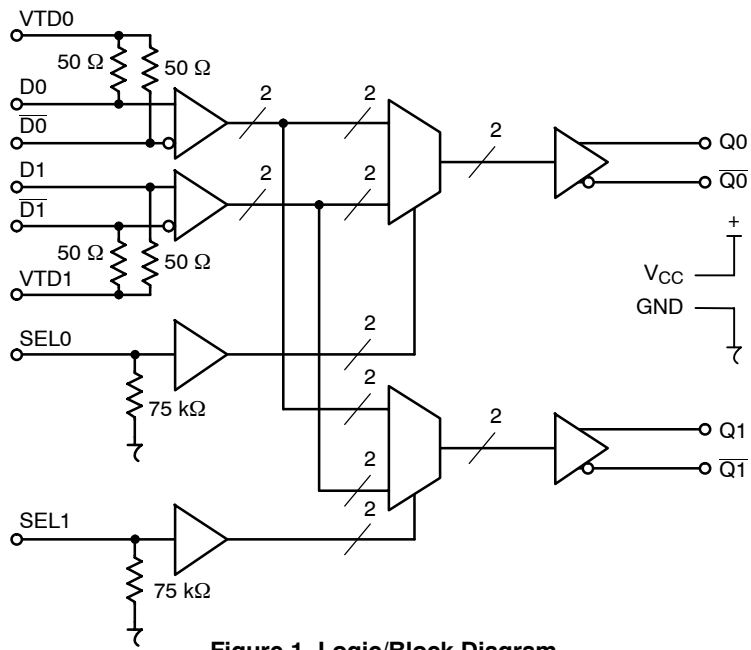 VTD0
50 Ω
50 Ω
D0
D0
D1
D1
50 Ω
50 Ω
VTD1
2
2
2
2
2
2
Q0
Q0
+
VCC
GND
SEL0
75 kΩ
2
2
2
2
2
Q1
Q1
SEL1
75 kΩ
Figure 1. Logic/Block Diagram